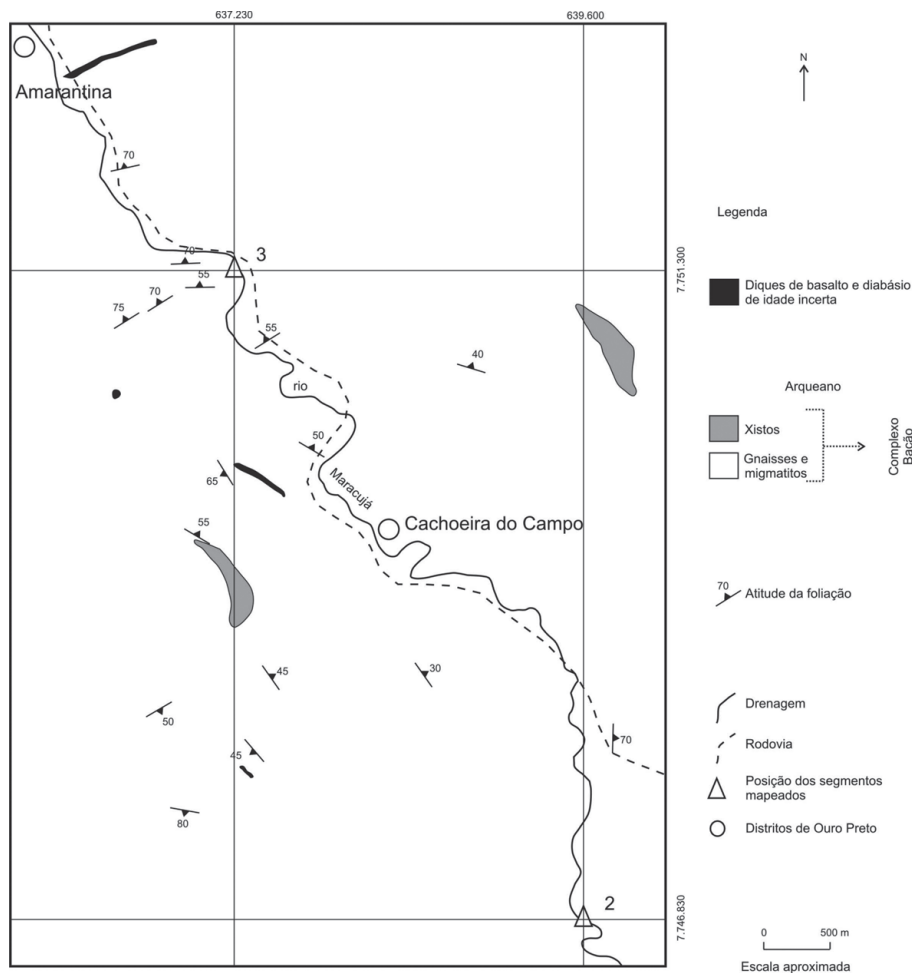 637.230
639.600
Amarantina
70
3
70
55
70
75
55
40
rio
50
65
Maracujá
Cachoeira do Campo
55
45
30
50
45
70
80
2
7.751.300
7.746.830
N
Legenda
Diques de basalto e diabásio
de idade incerta
Arqueano
Xistos
Gnaisses e
migmatitos
Complexo
Bação
70
Atitude da foliação
Drenagem
Rodovia
Posição dos segmentos
mapeados
Distritos de Ouro Preto
0 500 m
Escala aproximada